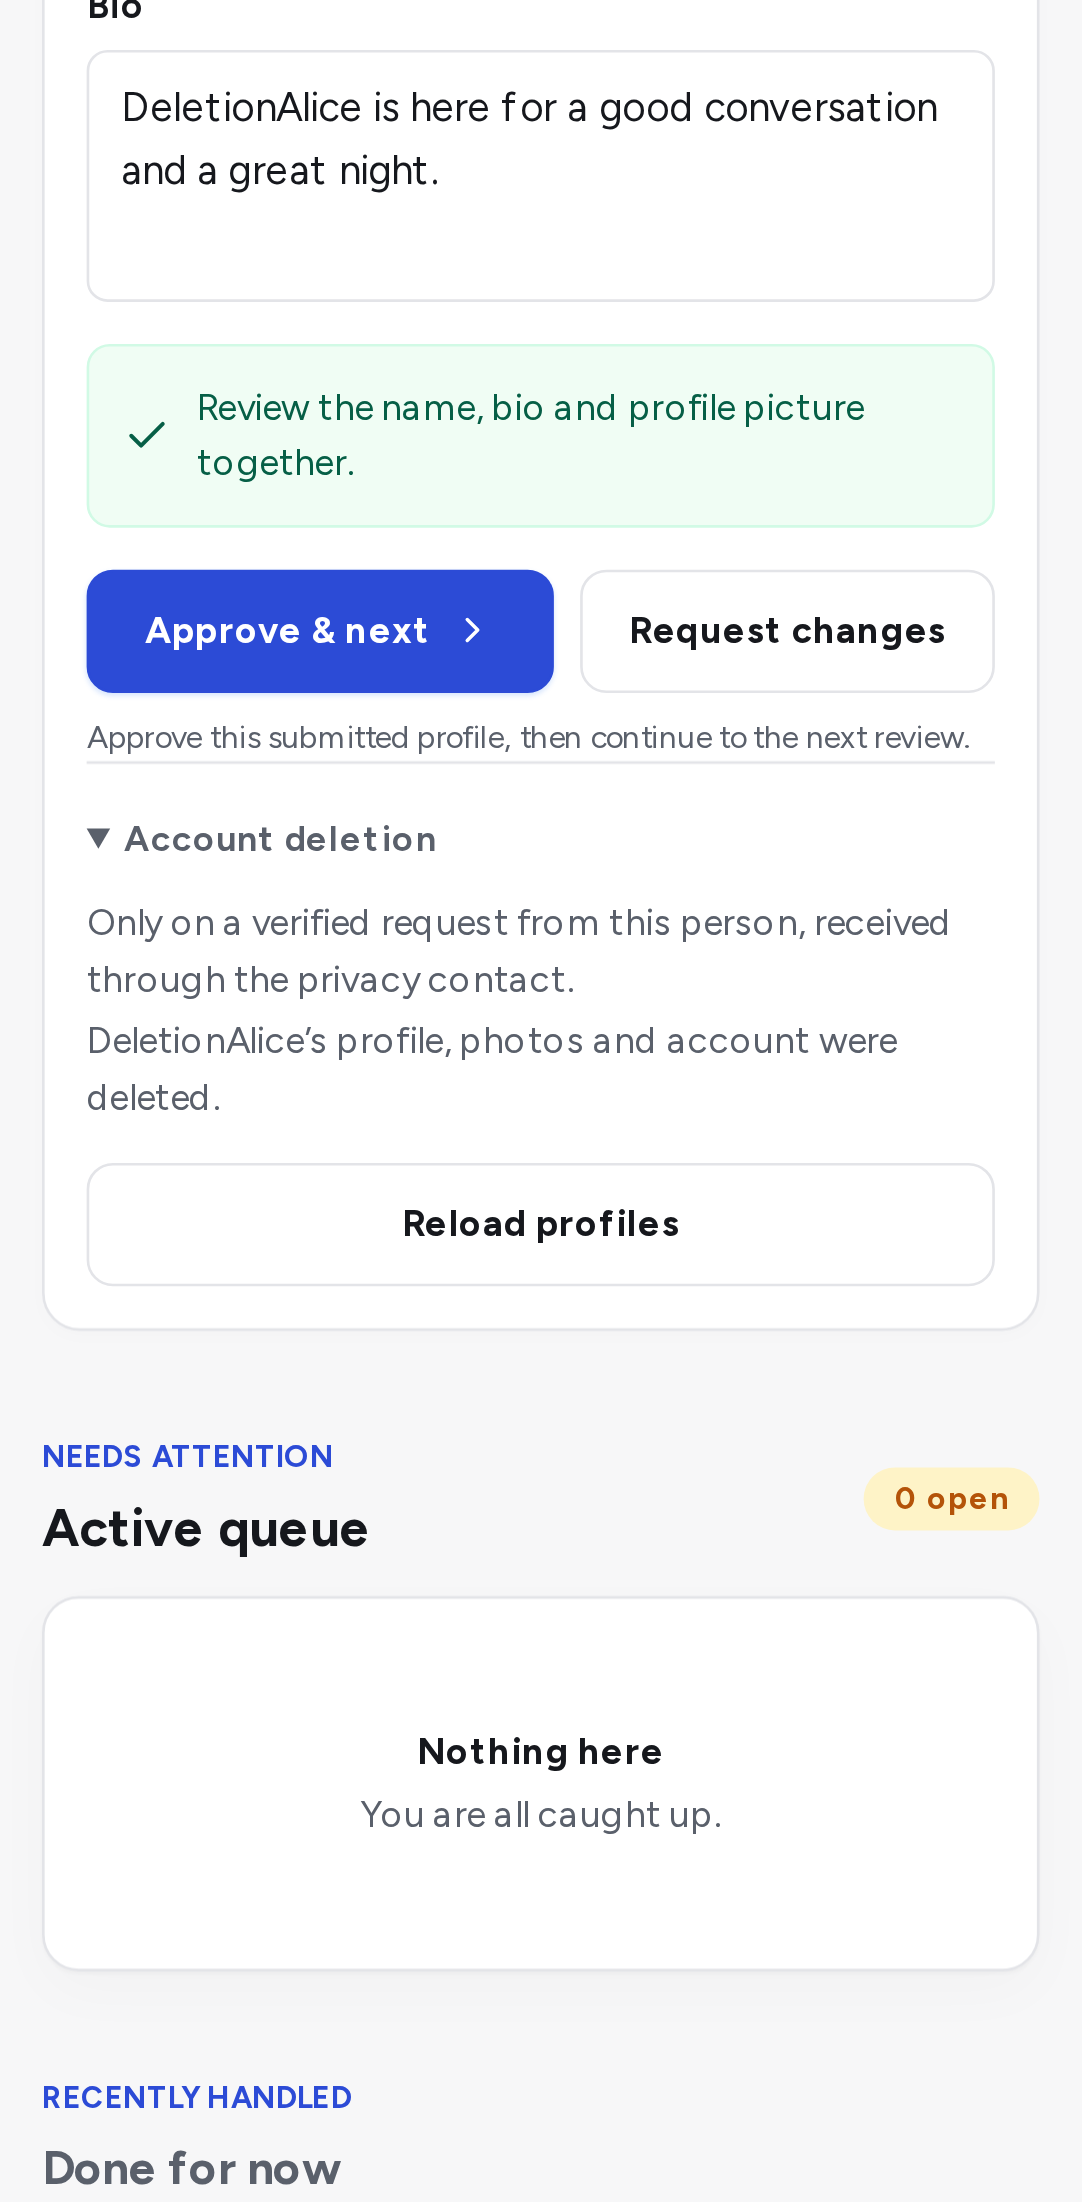 Bio
DeletionAlice is here for a good conversation
and a great night.
Review the name, bio and profile picture
together.
Approve & next
Request changes
Approve this submitted profile, then continue to the next review.
Account deletion
Only on a verified request from this person, received
through the privacy contact.
DeletionAlice’s profile, photos and account were
deleted.
Reload profiles
NEEDS ATTENTION
Active queue
0 open
Nothing here
You are all caught up.
RECENTLY HANDLED
Done for now